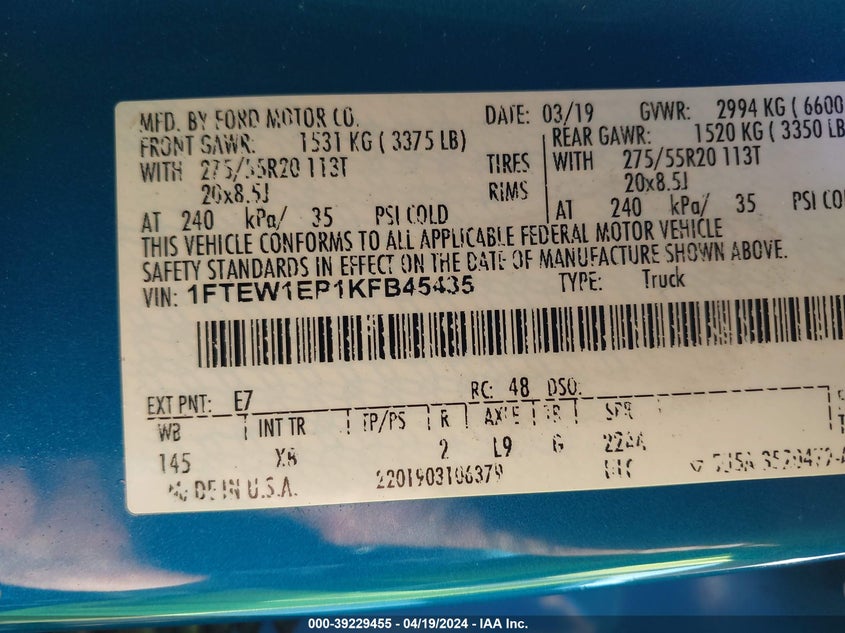 MFD. BY FORD MOTOR CO. DATE: 03/19 GVWR: 2994 KG ( 6600
FRONT GAWR: 1531 KG ( 3375 LB) REAR GAWR: 1520 KG ( 3350 LB
WITH 275/55R20 113T TIRES WITH 275/55R20 113T
20x8.5J RIMS 20x8.5J
AT 240 kPa/ 35 PSI COLD AT 240 kPa/ 35 PSI CO
THIS VEHICLE CONFORMS TO ALL APPLICABLE FEDERAL MOTOR VEHICLE
SAFETY STANDARDS IN EFFECT ON THE DATE OF MANUFACTURE SHOWN ABOVE.
VIN: 1FTEW1EP1KFB45435 TYPE: Truck
EXT PNT: E7 RC: 48 DSO:
WB INT TR TP/PS R AXLE TR SPR
145 XB 2 L9 G 22AA
MADE IN U.S.A. 2201903106379
000-39229455 - 04/19/2024 - IAA Inc.